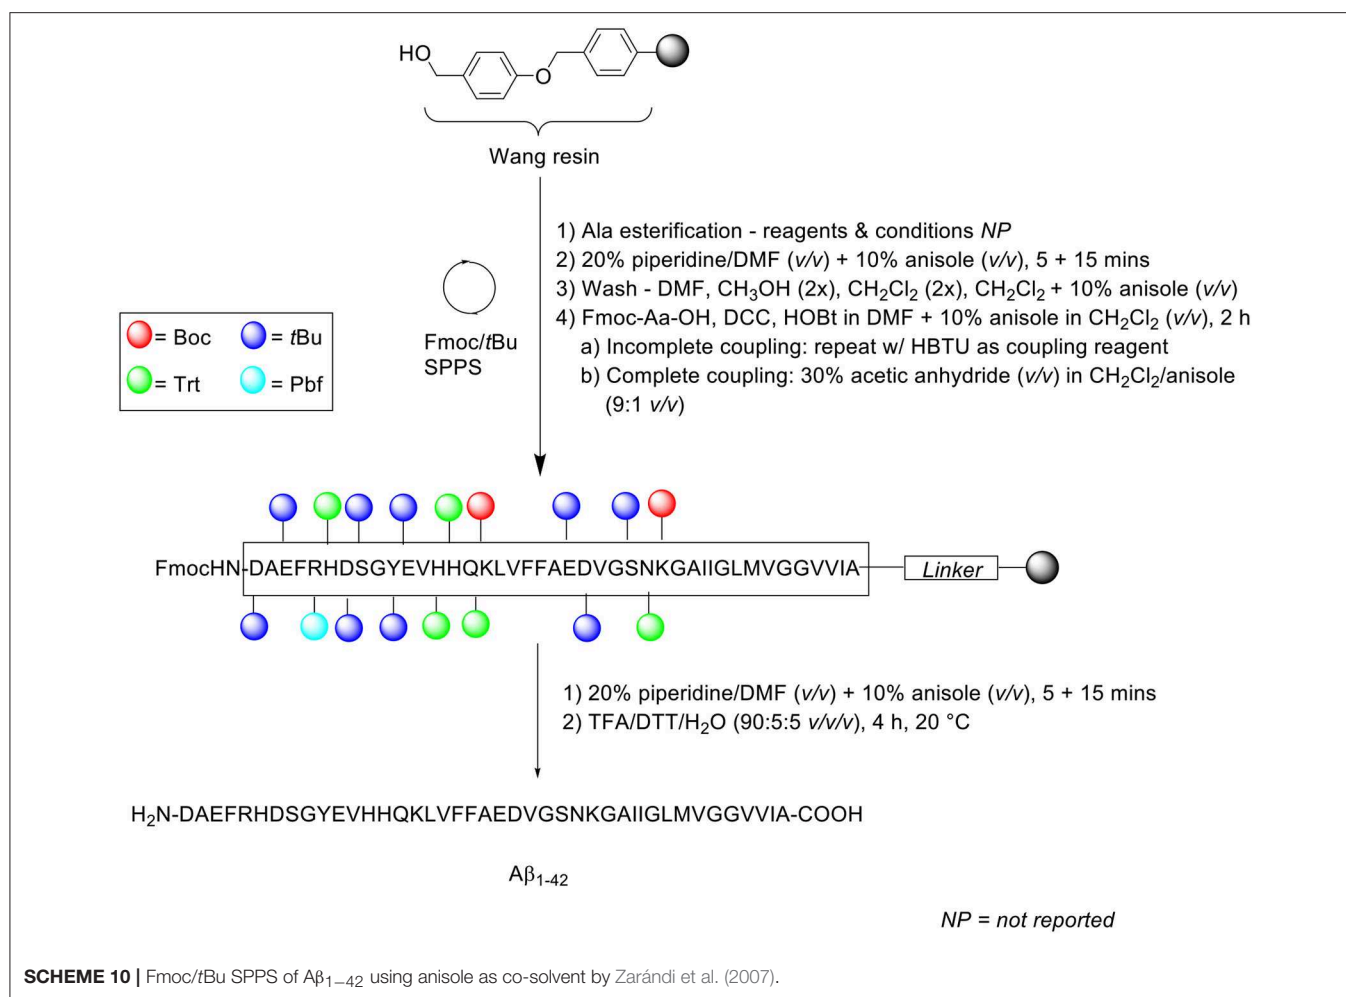 HO
O
Wang resin
1) Ala esterification - reagents & conditions NP
2) 20% piperidine/DMF (v/v) + 10% anisole (v/v), 5 + 15 mins
3) Wash - DMF, CH₃OH (2x), CH₂Cl₂ (2x), CH₂Cl₂ + 10% anisole (v/v)
4) Fmoc-Aa-OH, DCC, HOBt in DMF + 10% anisole in CH₂Cl₂ (v/v), 2 h
a) Incomplete coupling: repeat w/ HBTU as coupling reagent
b) Complete coupling: 30% acetic anhydride (v/v) in CH₂Cl₂/anisole
(9:1 v/v)
Fmoc/tBu
SPPS
= Boc = tBu
= Trt = Pbf
FmocHN-DAEFRHDSGYEVHHQKLVFFAEDVGSNKGAIIGLMVGGVVIA Linker
1) 20% piperidine/DMF (v/v) + 10% anisole (v/v), 5 + 15 mins
2) TFA/DTT/H₂O (90:5:5 v/v/v), 4 h, 20 °C
H₂N-DAEFRHDSGYEVHHQKLVFFAEDVGSNKGAIIGLMVGGVVIA-COOH
Aβ₁₋₄₂
NP = not reported
SCHEME 10 | Fmoc/tBu SPPS of Aβ₁₋₄₂ using anisole as co-solvent by Zarándi et al. (2007).